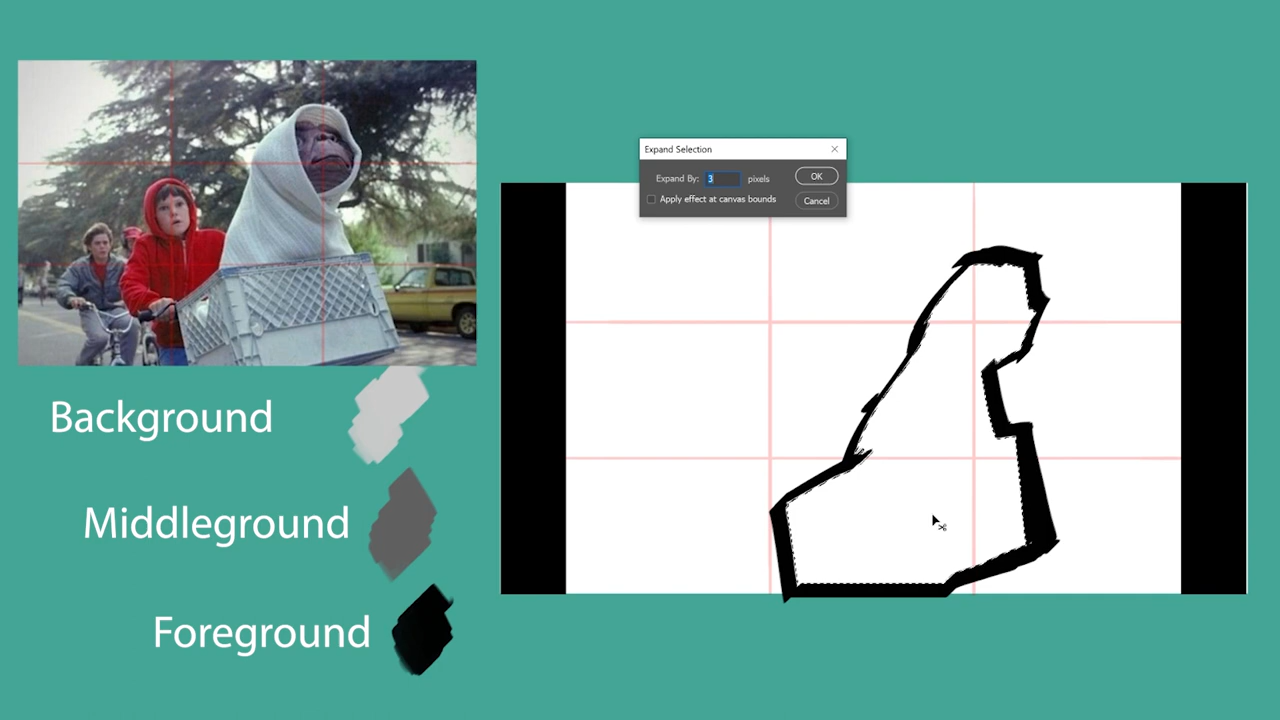 Expand Selection
Expand By: 3 pixels
OK
Apply effect at canvas bounds
Cancel
Background
Middleground
Foreground